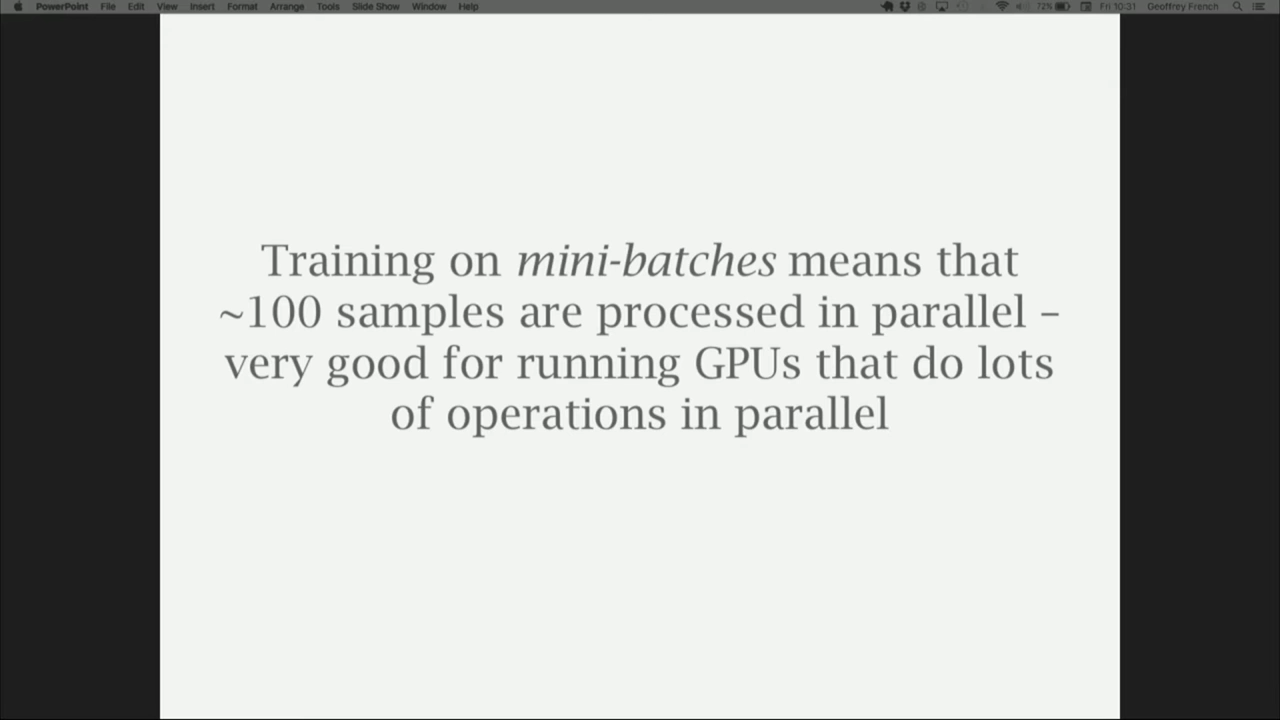 PowerPoint File Edit View Insert Format Arrange Tools Slide Show Window Help 72% Fri 10:31 Geoffrey French
Training on mini-batches means that
~100 samples are processed in parallel –
very good for running GPUs that do lots
of operations in parallel